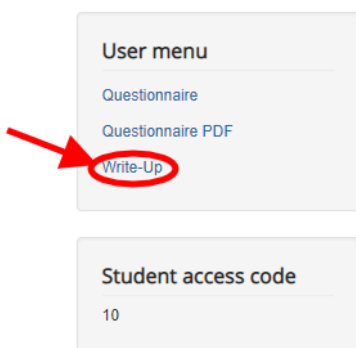 User menu
Questionnaire
Questionnaire PDF
Write-Up
Student access code
10